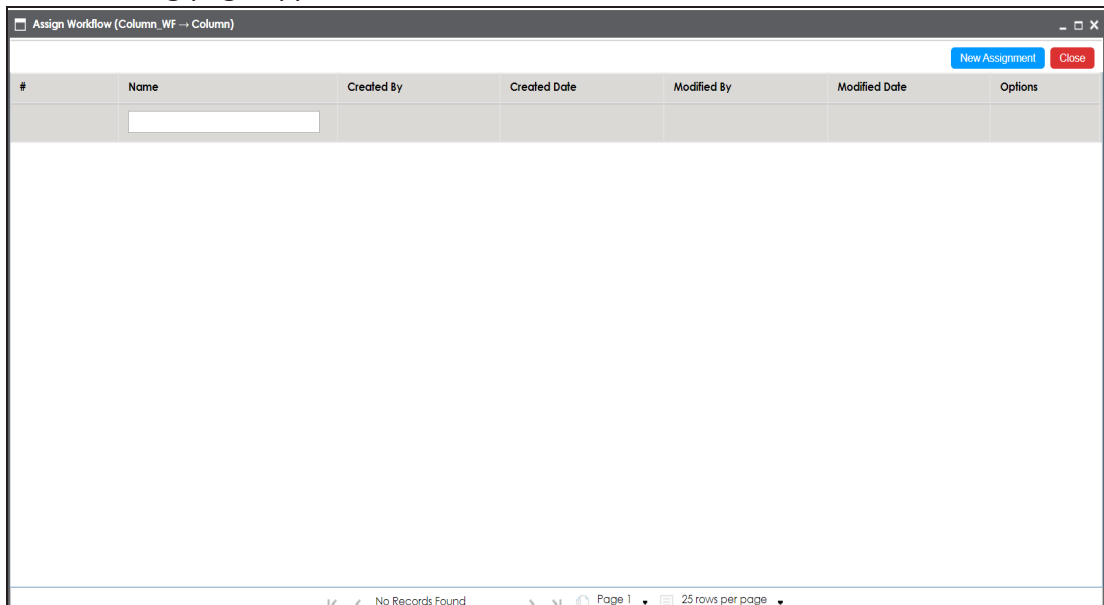 Assign Workflow (Column_WF → Column)
New Assignment Close
# Name Created By Created Date Modified By Modified Date Options
No Records Found Page 1 25 rows per page